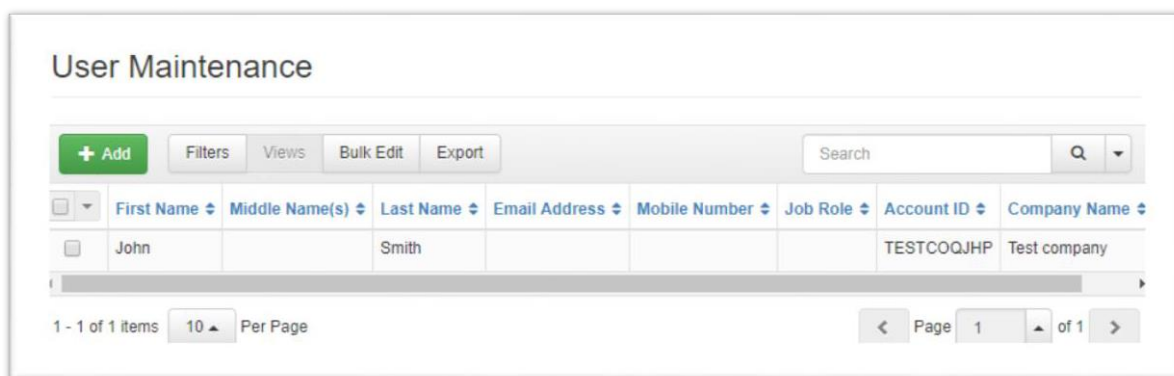 User Maintenance
Add Filters Views Bulk Edit Export Search
First Name Middle Name(s) Last Name Email Address Mobile Number Job Role Account ID Company Name
John Smith TESTCOQJHP Test company
1 - 1 of 1 items 10 Per Page Page 1 of 1